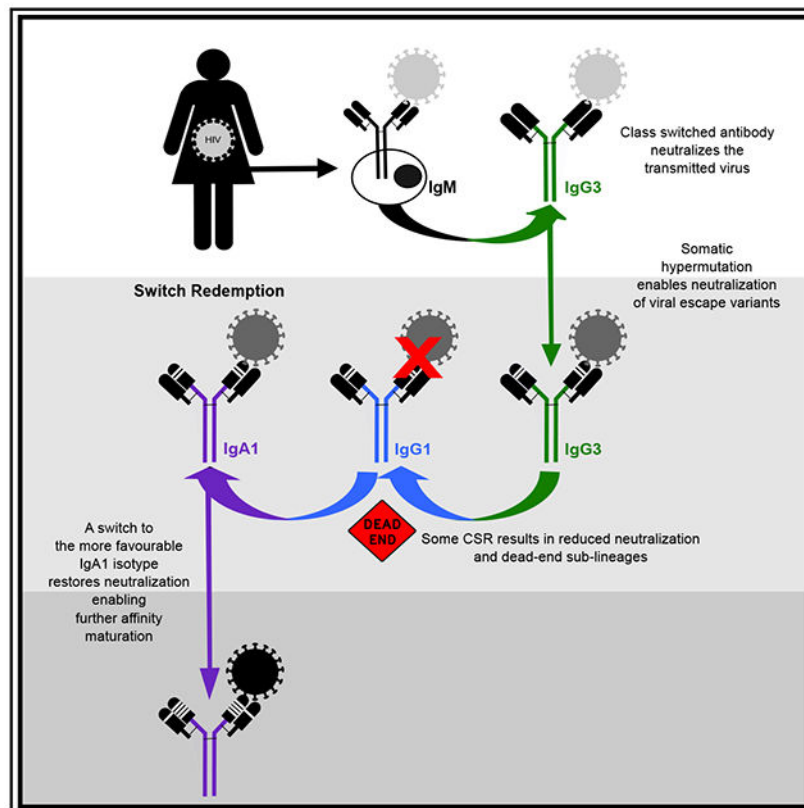 HIV
IgM
IgG3
Class switched antibody
neutralizes the
transmitted virus
Somatic
hypermutation
enables neutralization
of viral escape variants
Switch Redemption
IgA1
IgG1
IgG3
DEAD
END
Some CSR results in reduced neutralization
and dead-end sub-lineages
A switch to
the more favourable
IgA1 isotype
restores neutralization
enabling
further affinity
maturation